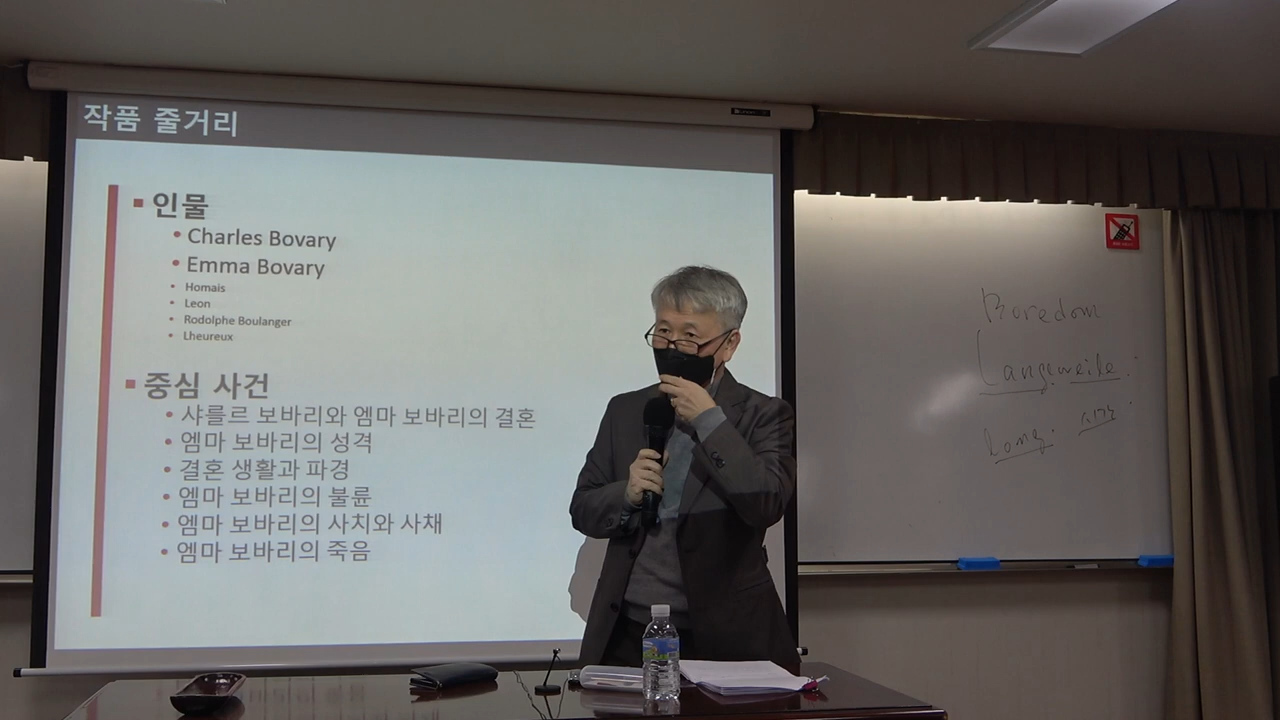 작품 줄거리
인물
Charles Bovary
Emma Bovary
Homais
Leon
Rodolphe Boulanger
Lheureux
중심 사건
샤를르 보바리와 엠마 보바리의 결혼
엠마 보바리의 성격
결혼 생활과 파경
엠마 보바리의 불륜
엠마 보바리의 사치와 사채
엠마 보바리의 죽음
Boredom
Langeweile
Long. 시간